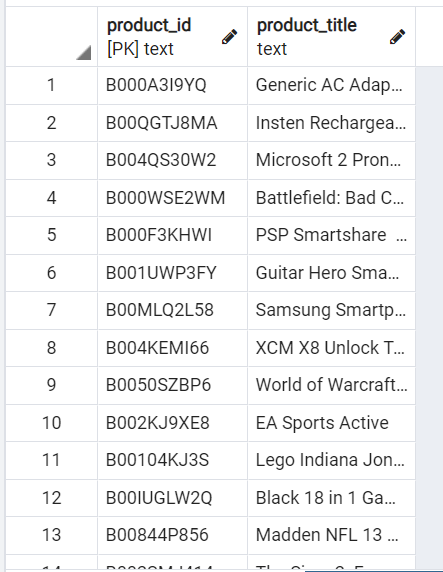 product_id product_title
[PK] text text
1 B000A3I9YQ Generic AC Adap...
2 B00QGTJ8MA Insten Rechargea...
3 B004QS30W2 Microsoft 2 Pron...
4 B000WSE2WM Battlefield: Bad C...
5 B000F3KHWI PSP Smartshare ...
6 B001UWP3FY Guitar Hero Sma...
7 B00MLQ2L58 Samsung Smartp...
8 B004KEMI66 XCM X8 Unlock T...
9 B0050SZBP6 World of Warcraft...
10 B002KJ9XE8 EA Sports Active
11 B00104KJ3S Lego Indiana Jon...
12 B00IUGLW2Q Black 18 in 1 Ga...
13 B00844P856 Madden NFL 13 ...